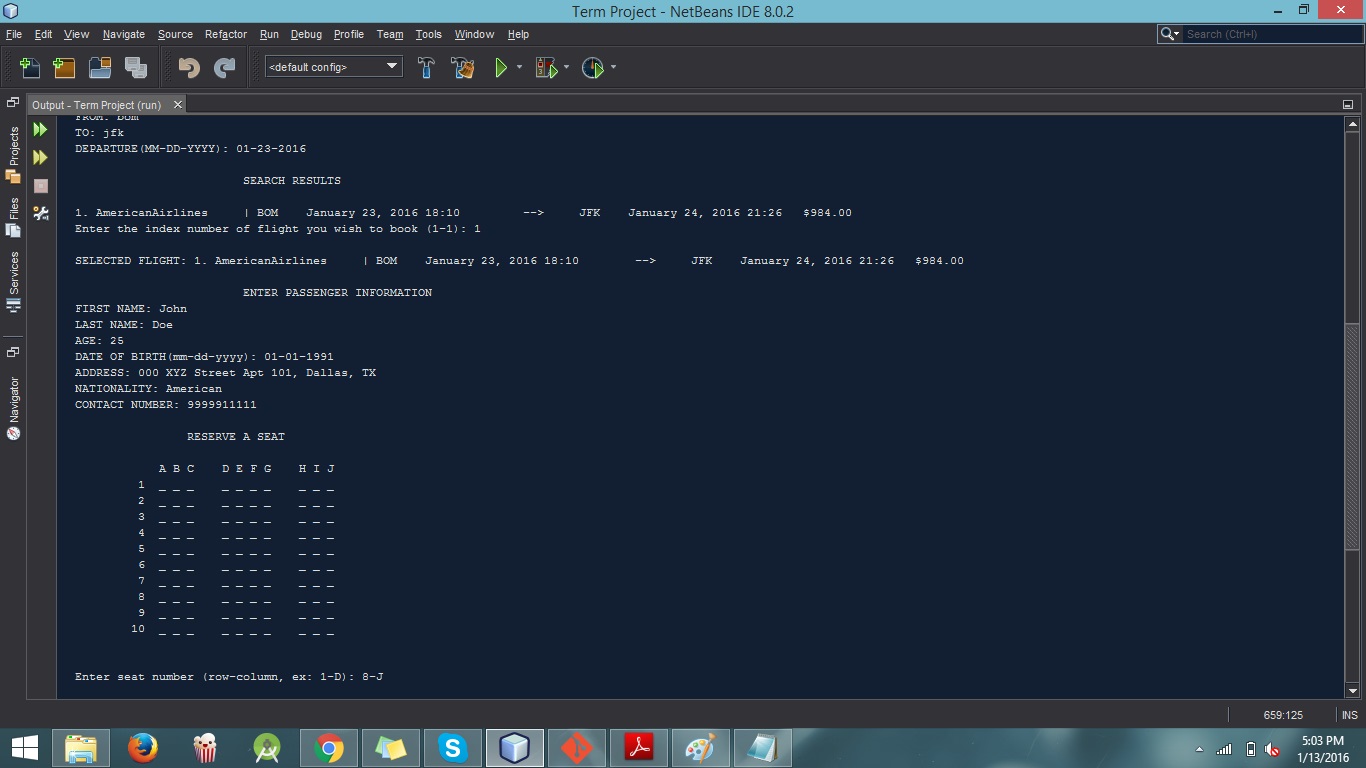 Term Project - NetBeans IDE 8.0.2
File Edit View Navigate Source Refactor Run Debug Profile Team Tools Window Help
Search (Ctrl+I)
<default config>
Output - Term Project (run)
Projects
Files
Services
Navigator
FROM: bom
TO: jfk
DEPARTURE(MM-DD-YYYY): 01-23-2016
SEARCH RESULTS
1. AmericanAirlines | BOM January 23, 2016 18:10 --> JFK January 24, 2016 21:26 $984.00
Enter the index number of flight you wish to book (1-1): 1
SELECTED FLIGHT: 1. AmericanAirlines | BOM January 23, 2016 18:10 --> JFK January 24, 2016 21:26 $984.00
ENTER PASSENGER INFORMATION
FIRST NAME: John
LAST NAME: Doe
AGE: 25
DATE OF BIRTH(mm-dd-yyyy): 01-01-1991
ADDRESS: 000 XYZ Street Apt 101, Dallas, TX
NATIONALITY: American
CONTACT NUMBER: 9999911111
RESERVE A SEAT
A B C D E F G H I J
1 _ _ _ _ _ _ _ _ _ _
2 _ _ _ _ _ _ _ _ _ _
3 _ _ _ _ _ _ _ _ _ _
4 _ _ _ _ _ _ _ _ _ _
5 _ _ _ _ _ _ _ _ _ _
6 _ _ _ _ _ _ _ _ _ _
7 _ _ _ _ _ _ _ _ _ _
8 _ _ _ _ _ _ _ _ _ _
9 _ _ _ _ _ _ _ _ _ _
10 _ _ _ _ _ _ _ _ _ _
Enter seat number (row-column, ex: 1-D): 8-J
659:125 INS
5:03 PM
1/13/2016